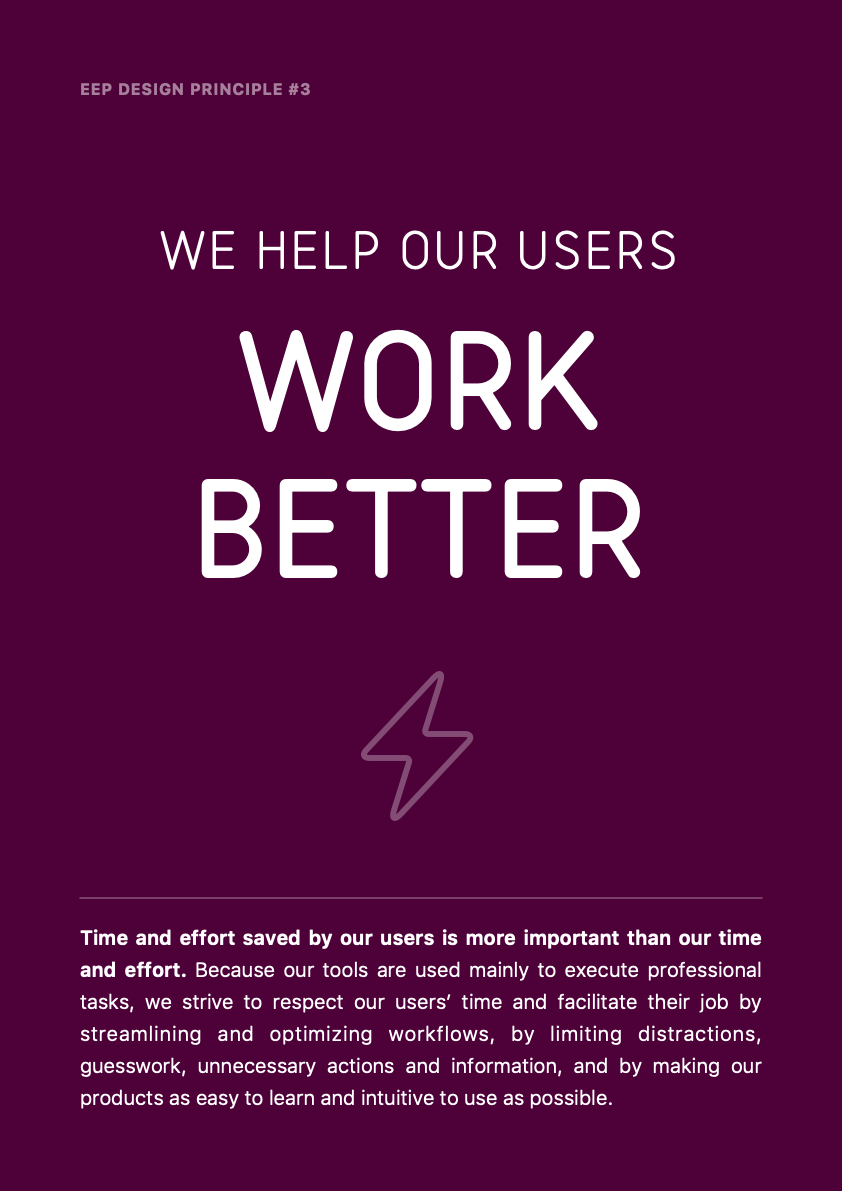 EEP DESIGN PRINCIPLE #3
WE HELP OUR USERS
WORK
BETTER
Time and effort saved by our users is more important than our time
and effort. Because our tools are used mainly to execute professional
tasks, we strive to respect our users’ time and facilitate their job by
streamlining and optimizing workflows, by limiting distractions,
guesswork, unnecessary actions and information, and by making our
products as easy to learn and intuitive to use as possible.